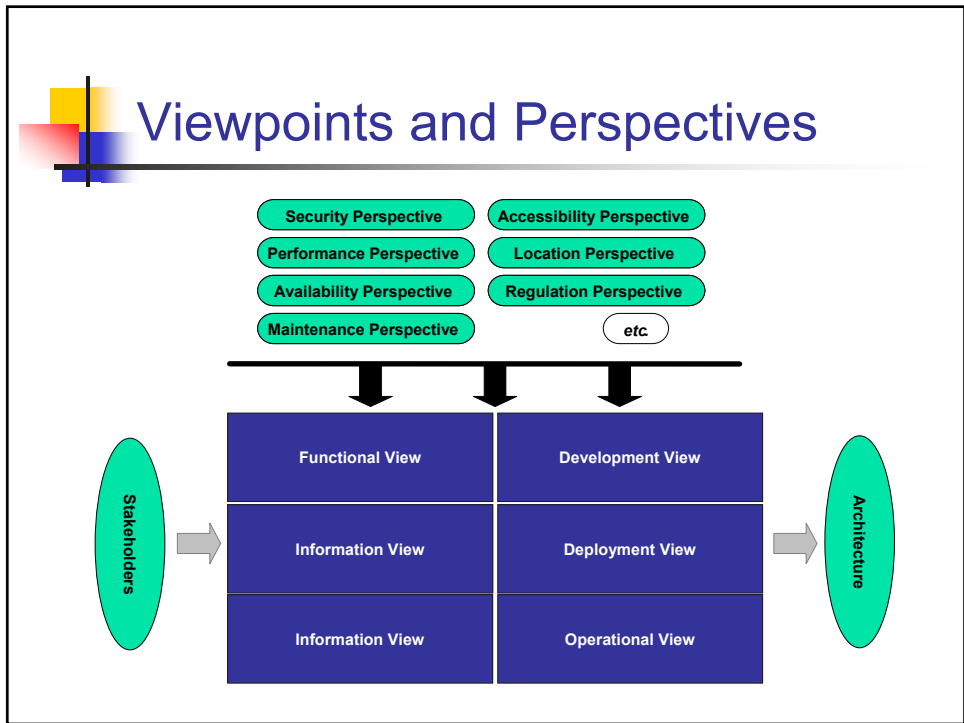 Viewpoints and Perspectives
Security Perspective
Accessibility Perspective
Performance Perspective
Location Perspective
Availability Perspective
Regulation Perspective
Maintenance Perspective
etc.
Functional View
Development View
Stakeholders
Information View
Deployment View
Architecture
Information View
Operational View